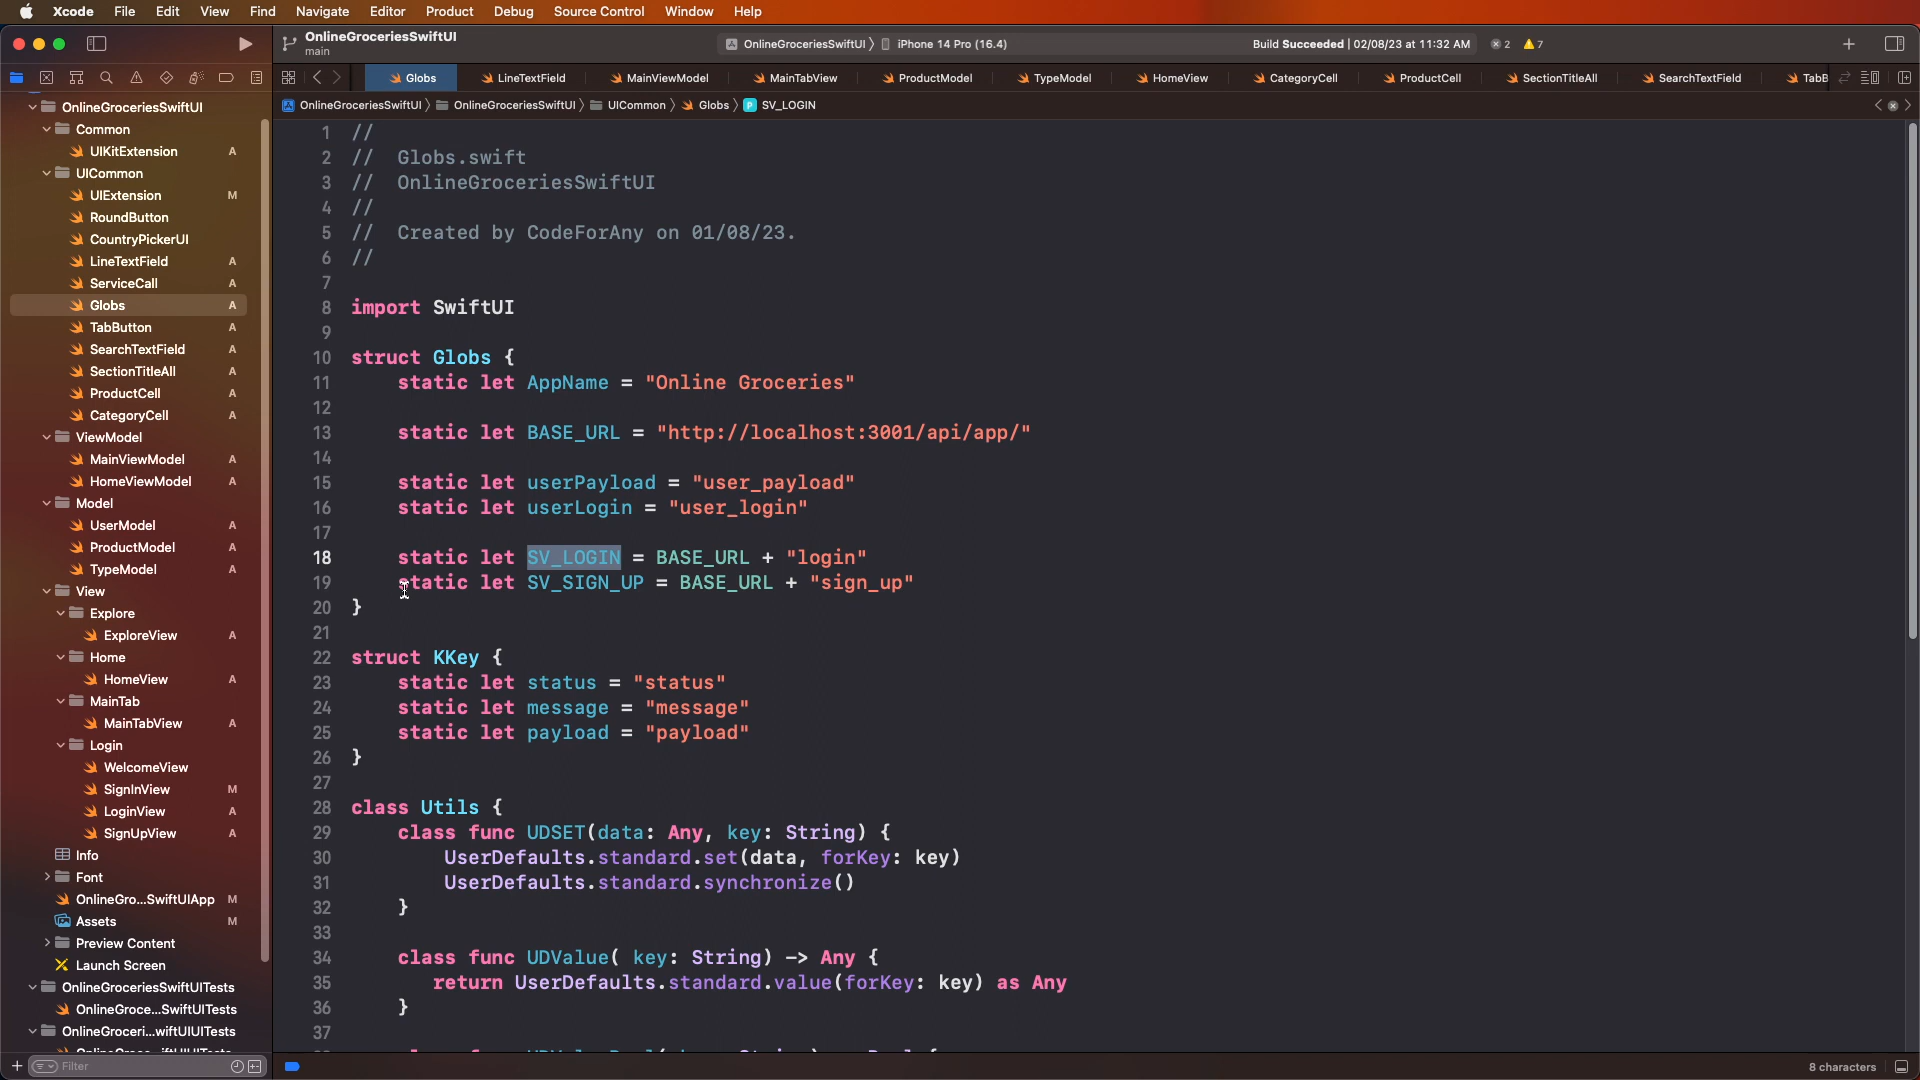 Xcode File Edit View Find Navigate Editor Product Debug Source Control Window Help
OnlineGroceriesSwiftUI
main
OnlineGroceriesSwiftUI iPhone 14 Pro (16.4)
Build Succeeded | 02/08/23 at 11:32 AM 2 7
Globs LineTextField MainViewModel MainTabView ProductModel TypeModel HomeView CategoryCell ProductCell SectionTitleAll SearchTextField TabB
OnlineGroceriesSwiftUI OnlineGroceriesSwiftUI UICommon Globs P SV_LOGIN
OnlineGroceriesSwiftUI
Common
UIKitExtension A
UICommon
UIExtension M
RoundButton
CountryPickerUI
LineTextField A
ServiceCall A
Globs A
TabButton A
SearchTextField A
SectionTitleAll A
ProductCell A
CategoryCell A
ViewModel
MainViewModel A
HomeViewModel A
Model
UserModel A
ProductModel A
TypeModel A
View
Explore
ExploreView A
Home
HomeView A
MainTab
MainTabView A
Login
WelcomeView
SignInView M
LoginView A
SignUpView A
Info
Font
OnlineGro...SwiftUIApp M
Assets M
Preview Content
Launch Screen
OnlineGroceriesSwiftUITests
OnlineGroce...SwiftUITests
OnlineGroceri...wiftUIUITests
Filter
1 //
2 // Globs.swift
3 // OnlineGroceriesSwiftUI
4 //
5 // Created by CodeForAny on 01/08/23.
6 //
7
8 import SwiftUI
9
10 struct Globs {
11 static let AppName = "Online Groceries"
12
13 static let BASE_URL = "http://localhost:3001/api/app/"
14
15 static let userPayload = "user_payload"
16 static let userLogin = "user_login"
17
18 static let SV_LOGIN = BASE_URL + "login"
19 static let SV_SIGN_UP = BASE_URL + "sign_up"
20 }
21
22 struct KKey {
23 static let status = "status"
24 static let message = "message"
25 static let payload = "payload"
26 }
27
28 class Utils {
29 class func UDSET(data: Any, key: String) {
30 UserDefaults.standard.set(data, forKey: key)
31 UserDefaults.standard.synchronize()
32 }
33
34 class func UDValue( key: String) -> Any {
35 return UserDefaults.standard.value(forKey: key) as Any
36 }
37
8 characters